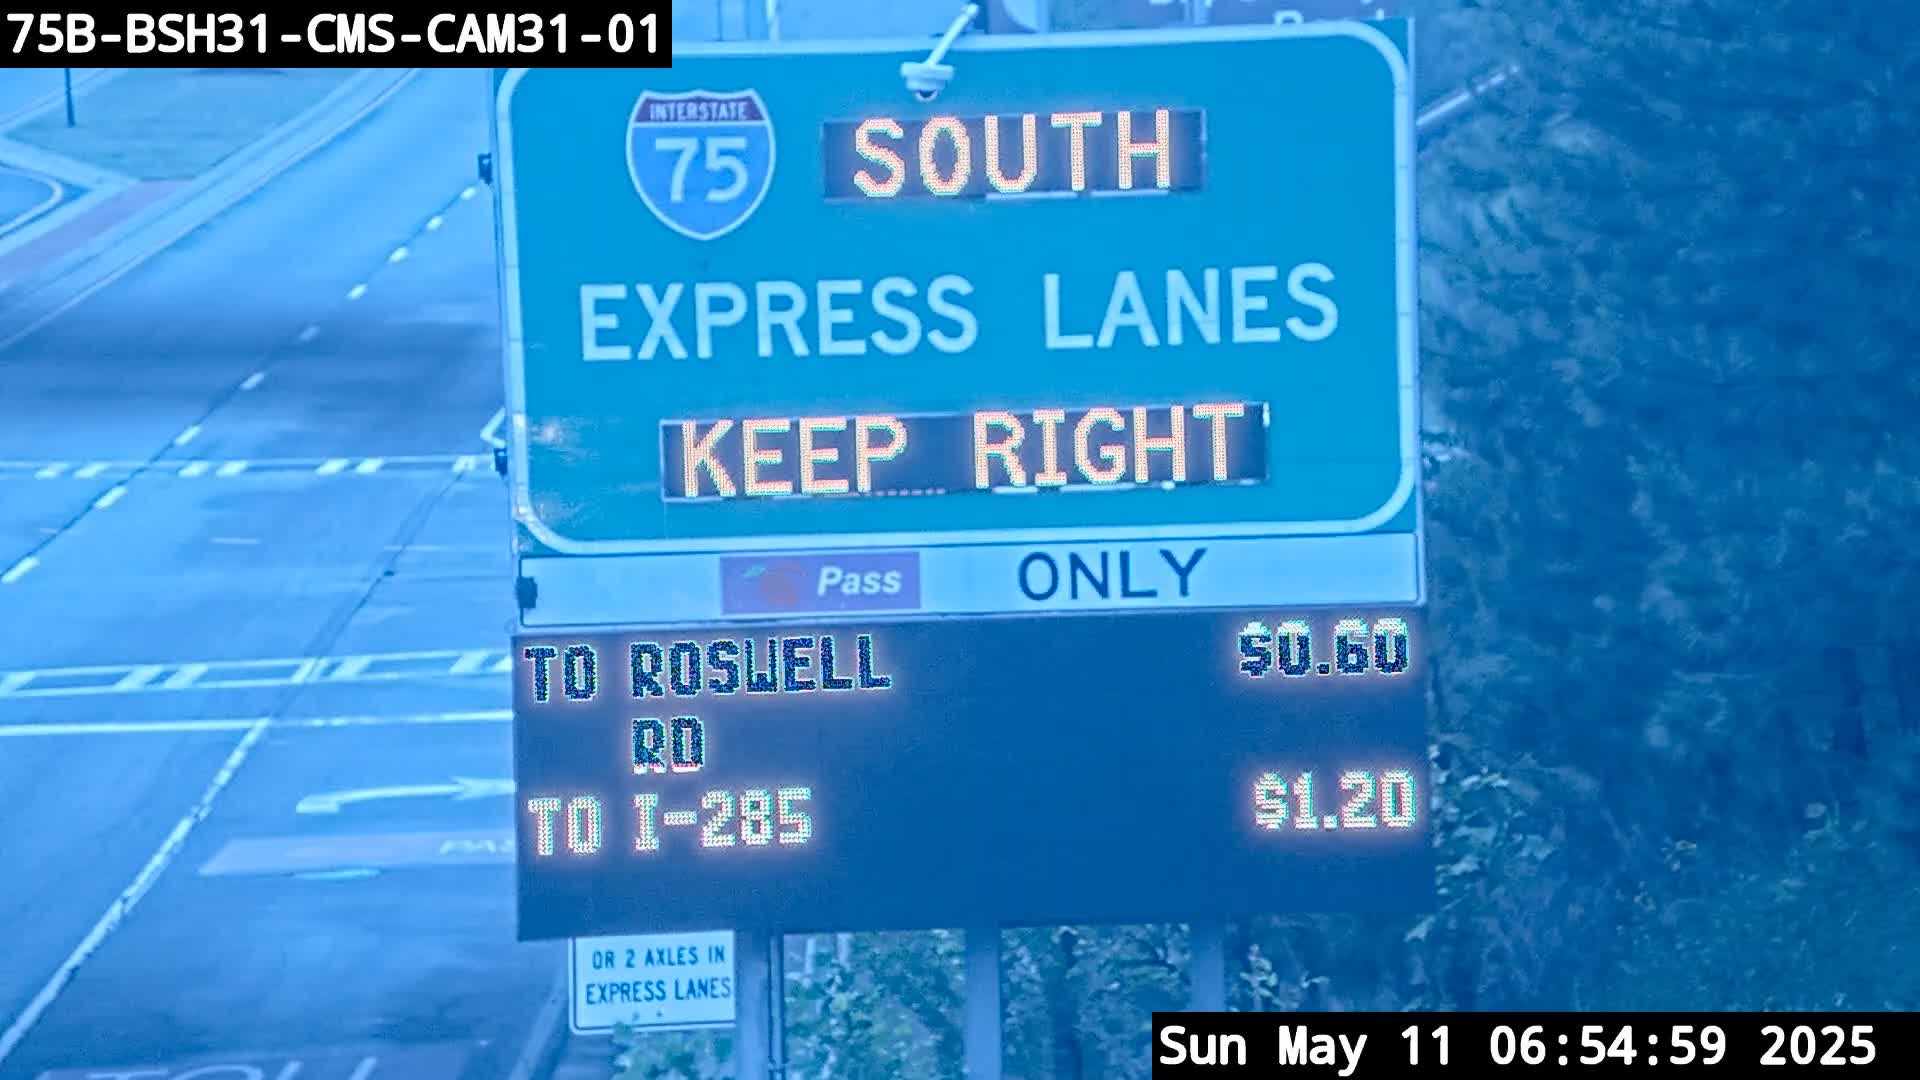 75B-BSH31-CMS-CAM31-01
INTERSTATE
75
SOUTH
EXPRESS LANES
KEEP RIGHT
Pass ONLY
TO ROSWELL $0.60
RD
TO I-285 $1.20
OR 2 AXLES IN
EXPRESS LANES
TOLL
Sun May 11 06:54:59 2025